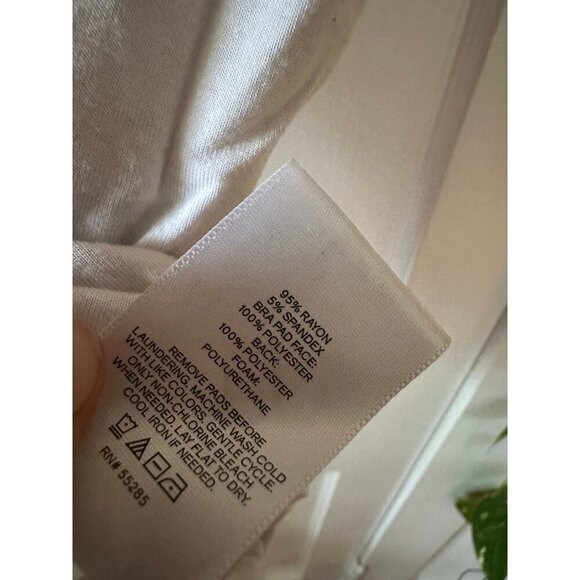 95% RAYON
5% SPANDEX
BRA PAD FACE:
100% POLYESTER
BACK:
100% POLYESTER
FOAM:
POLYURETHANE
REMOVE PADS BEFORE
LAUNDERING. MACHINE WASH COLD
WITH LIKE COLORS, GENTLE CYCLE.
ONLY NON-CHLORINE BLEACH
WHEN NEEDED. LAY FLAT TO DRY.
COOL IRON IF NEEDED.
RN# 55285